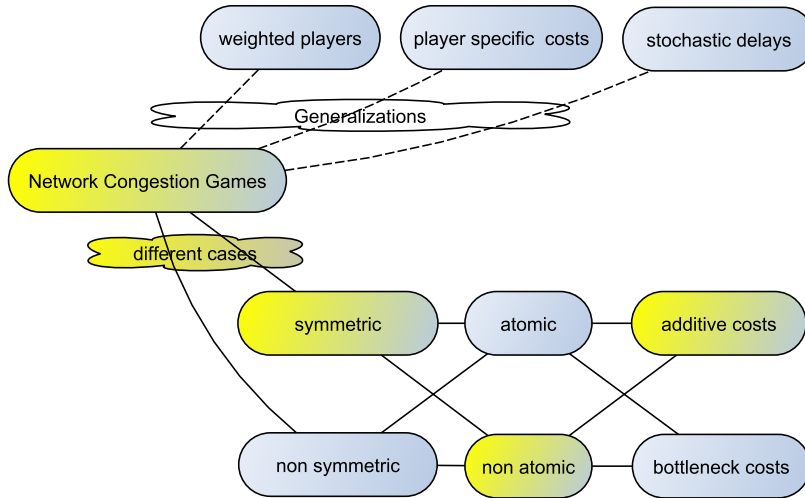 weighted players
player specific costs
stochastic delays
Generalizations
Network Congestion Games
different cases
symmetric
atomic
additive costs
non symmetric
non atomic
bottleneck costs